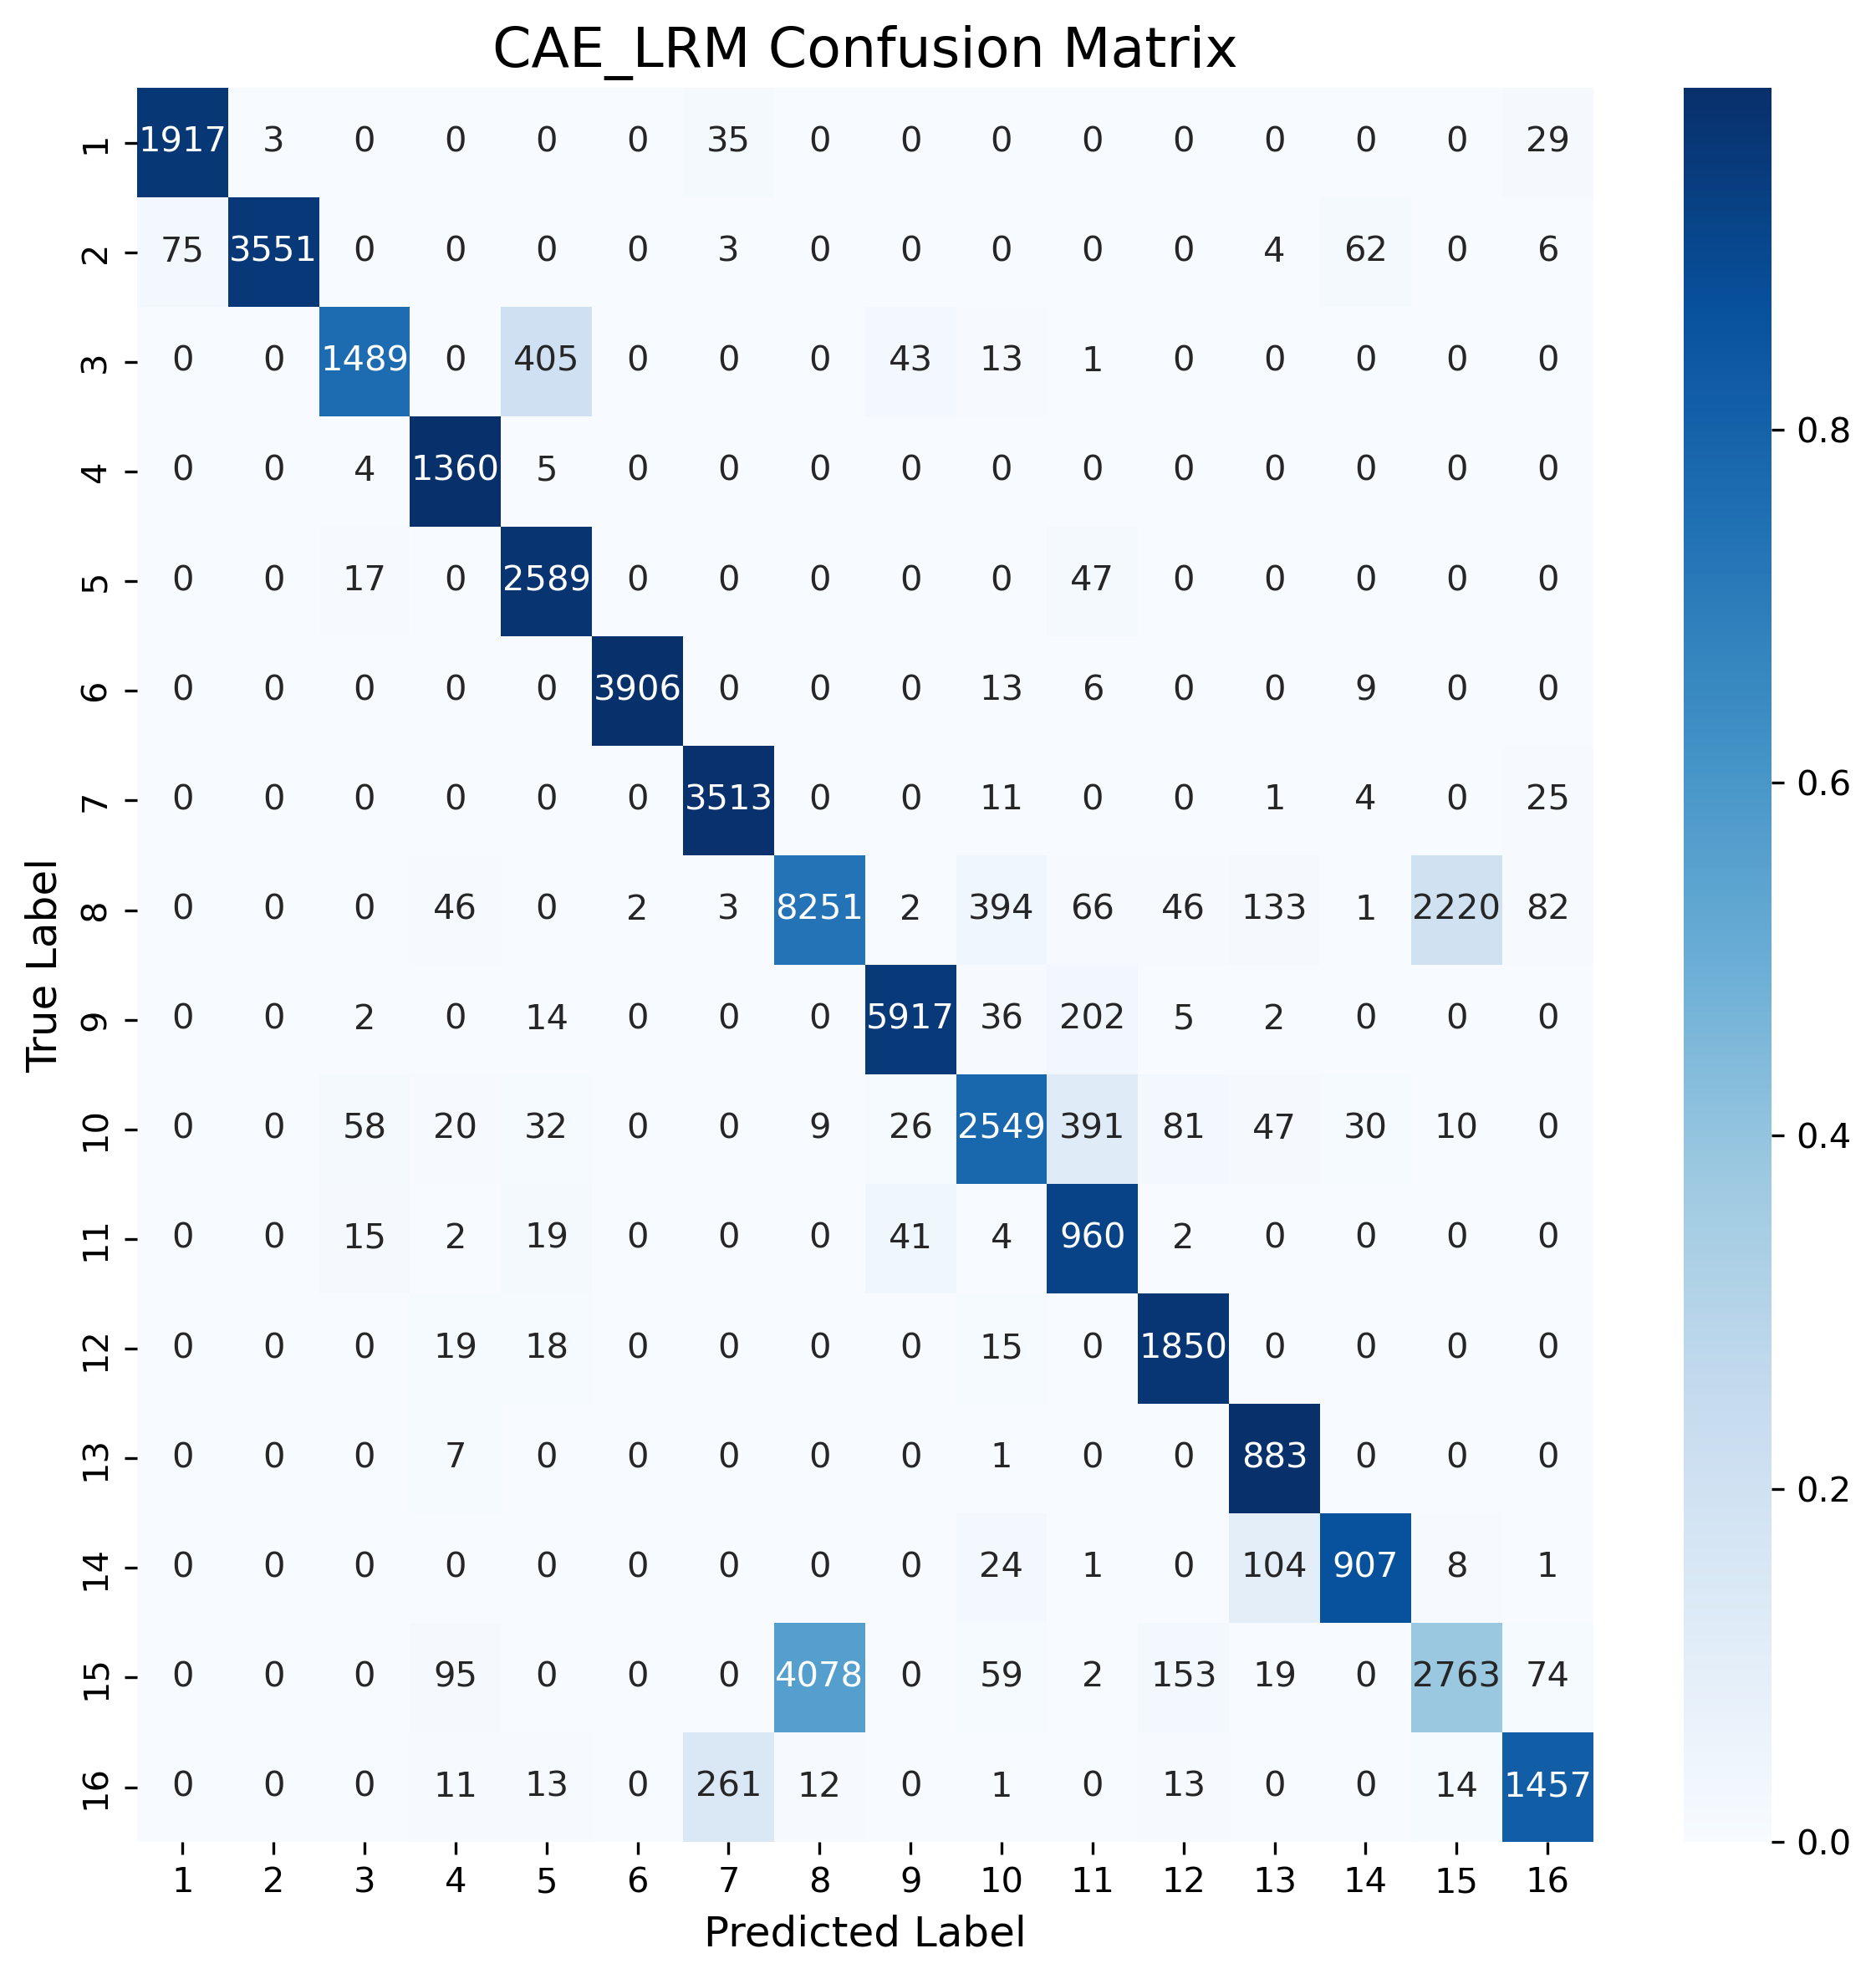 CAE_LRM Confusion Matrix
1 1917 3 0 0 0 0 35 0 0 0 0 0 0 0 0 29
2 75 3551 0 0 0 0 3 0 0 0 0 0 4 62 0 6
3 0 0 1489 0 405 0 0 0 43 13 1 0 0 0 0 0
0.8
4 0 0 4 1360 5 0 0 0 0 0 0 0 0 0 0 0
5 0 0 17 0 2589 0 0 0 0 0 47 0 0 0 0 0
6 0 0 0 0 0 3906 0 0 0 13 6 0 0 9 0 0
0.6
7 0 0 0 0 0 0 3513 0 0 11 0 0 1 4 0 25
8 0 0 0 46 0 2 3 8251 2 394 66 46 133 1 2220 82
True Label
9 0 0 2 0 14 0 0 0 5917 36 202 5 2 0 0 0
10 0 0 58 20 32 0 0 9 26 2549 391 81 47 30 10 0
0.4
11 0 0 15 2 19 0 0 0 41 4 960 2 0 0 0 0
12 0 0 0 19 18 0 0 0 0 15 0 1850 0 0 0 0
13 0 0 0 7 0 0 0 0 0 1 0 0 883 0 0 0
0.2
14 0 0 0 0 0 0 0 0 0 24 1 0 104 907 8 1
15 0 0 0 95 0 0 0 4078 0 59 2 153 19 0 2763 74
16 0 0 0 11 13 0 261 12 0 1 0 13 0 0 14 1457
0.0
1 2 3 4 5 6 7 8 9 10 11 12 13 14 15 16
Predicted Label